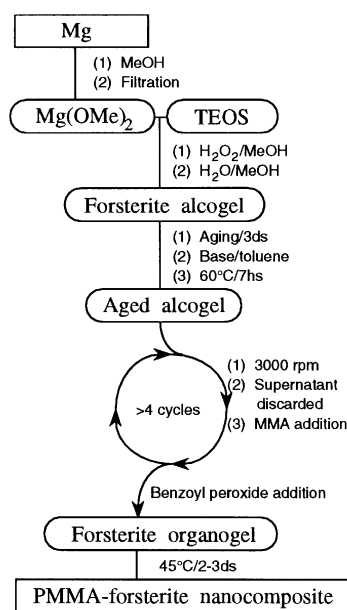 Mg
(1) MeOH
(2) Filtration
Mg(OMe)2 TEOS
(1) H2O2/MeOH
(2) H2O/MeOH
Forsterite alcogel
(1) Aging/3ds
(2) Base/toluene
(3) 60°C/7hs
Aged alcogel
>4 cycles
(1) 3000 rpm
(2) Supernatant
discarded
(3) MMA addition
Benzoyl peroxide addition
Forsterite organogel
45°C/2-3ds
PMMA-forsterite nanocomposite